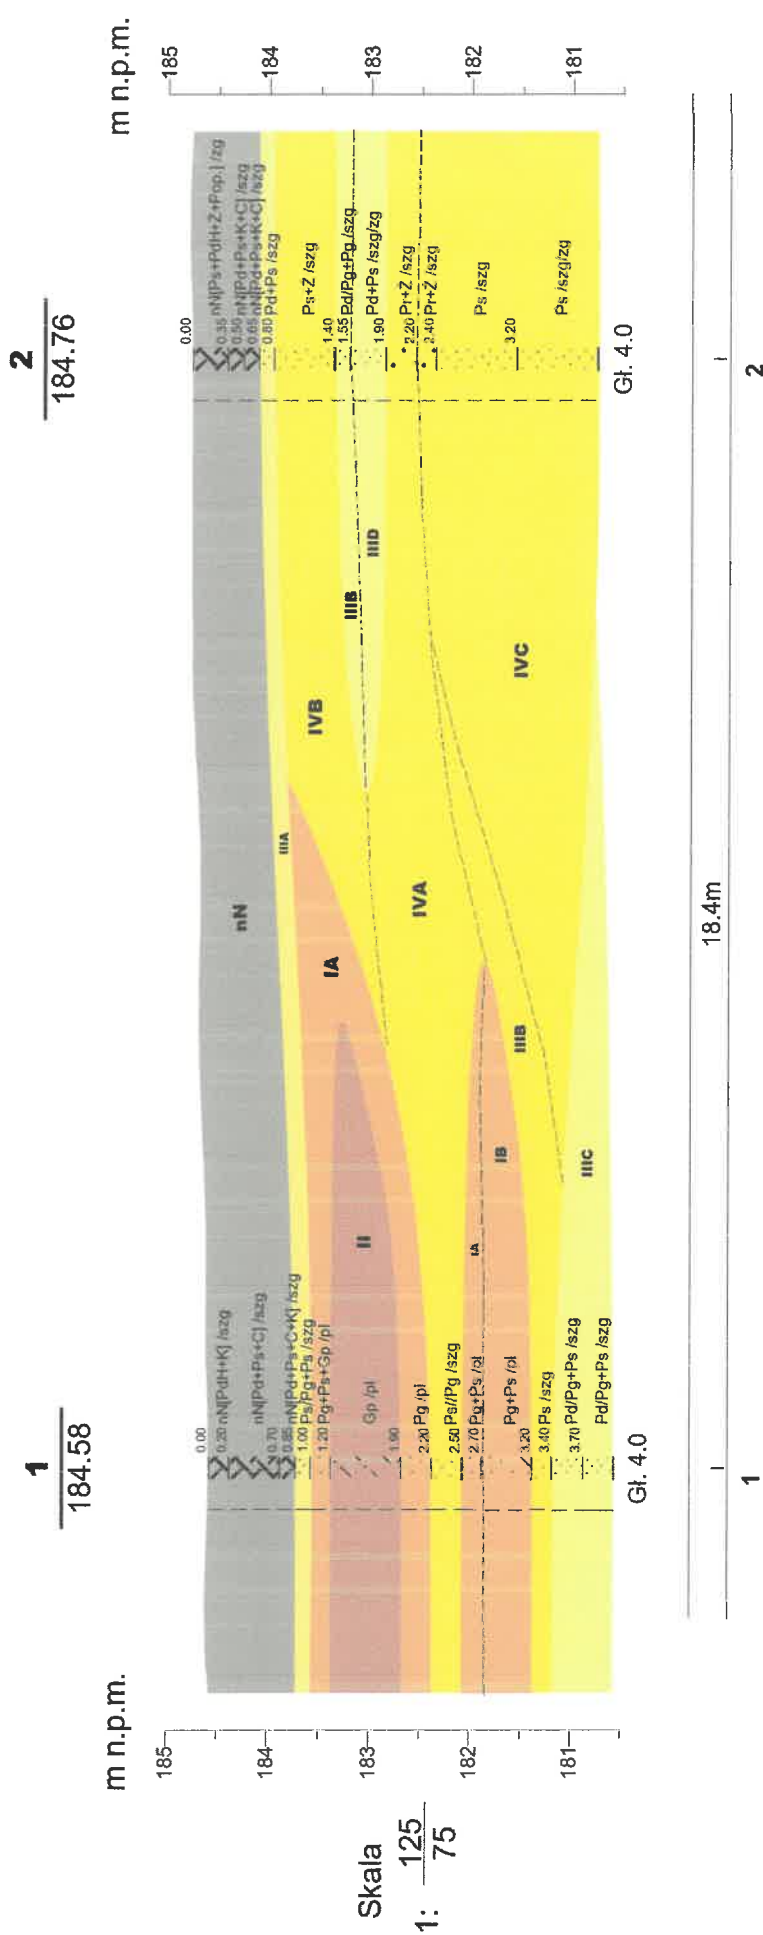 1
184.58
2
184.76
m n.p.m.
m n.p.m.
185
184
183
182
181
185
184
183
182
181
Skala
1:
125
75
0.00
0.20 nN[PdH+K] /szg
nN[Pd+Ps+C] /szg
0.70
0.85 nN[Pd+Ps+C+K] /szg
1.00 Ps/Pg+Ps /szg
1.20 Pg+Ps+Gp /pl
Gp /pl
1.90
2.20 Pg /pl
2.50 Ps//Pg /szg
2.70 Pg+Ps /pl
Pg+Ps /pl
3.20
3.40 Ps /szg
3.70 Pd/Pg+Ps /szg
Pd/Pg+Ps /szg
Gł. 4.0
nN
IIIA
IA
II
IVB
IIIB
IIID
IVA
IA
IB
IIIB
IVC
IIIC
0.00
0.35 nN[Ps+PdH+Z+Pop.] /zg
0.50 nN[Pd+Ps+K+C] /szg
0.65 nN[Pd+Ps+K+C] /szg
0.80 Pd+Ps /szg
Ps+Z /szg
1.40
1.55 Pd/Pg+Pg /szg
Pd+Ps /szg/zg
1.90
2.20 Pr+Z /szg
2.40 Pr+Z /szg
Ps /szg
3.20
Ps /szg/zg
Gł. 4.0
18.4m
1
2